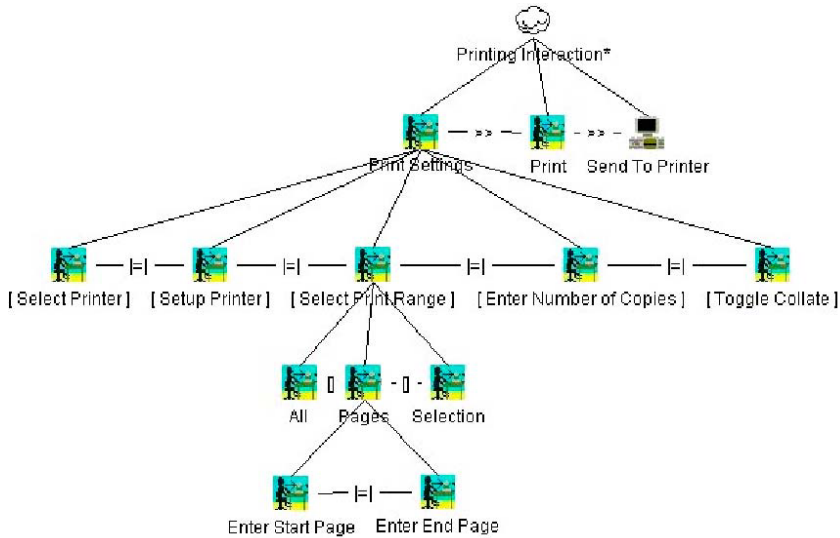 Printing Interaction*
>> >>
Print Settings Print Send To Printer
|=| |=| |=| |=|
[ Select Printer ] [ Setup Printer ] [ Select Print Range ] [ Enter Number of Copies ] [ Toggle Collate ]
[] []
All Pages Selection
|=|
Enter Start Page Enter End Page